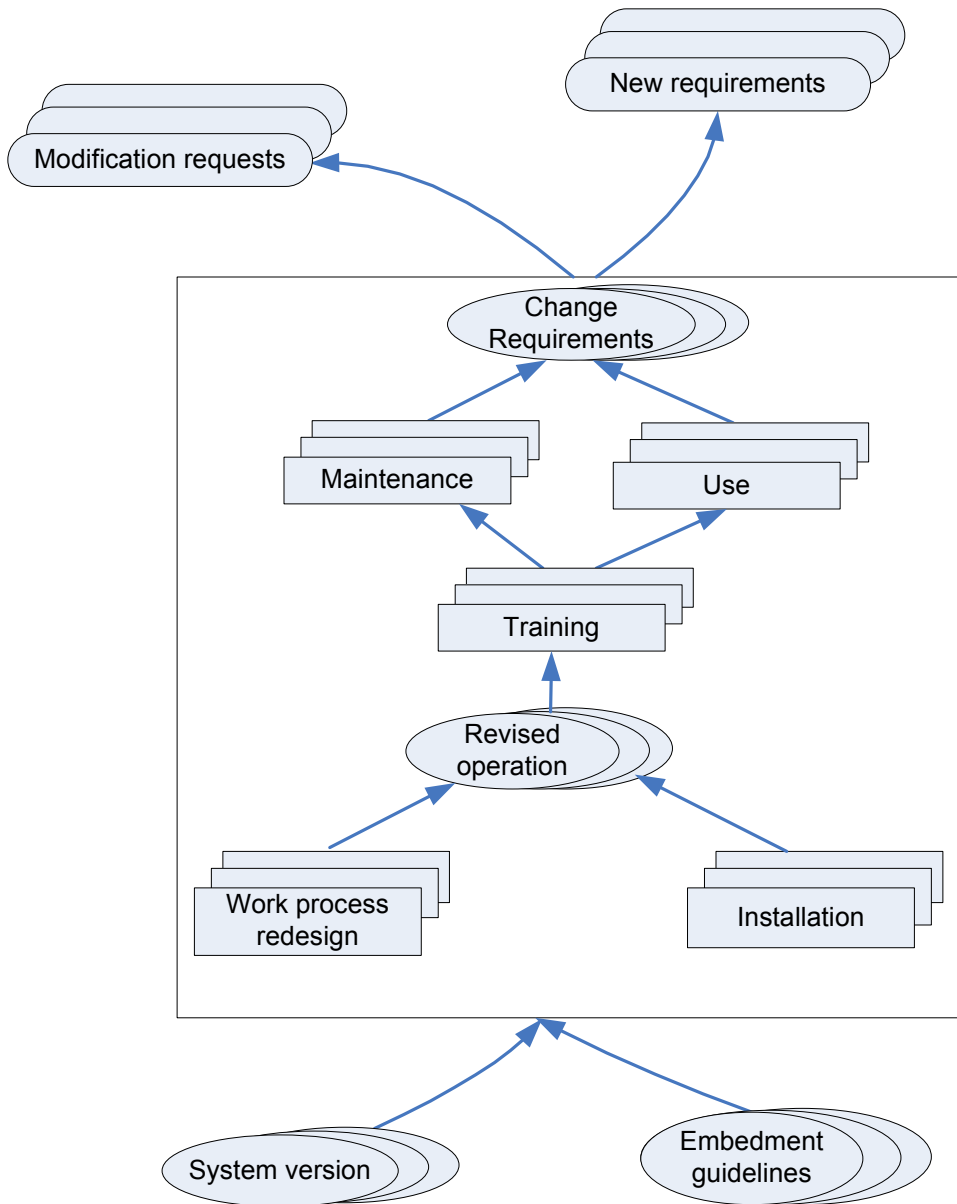 New requirements
Modification requests
Change
Requirements
Maintenance
Use
Training
Revised
operation
Work process
redesign
Installation
System version
Embedment
guidelines